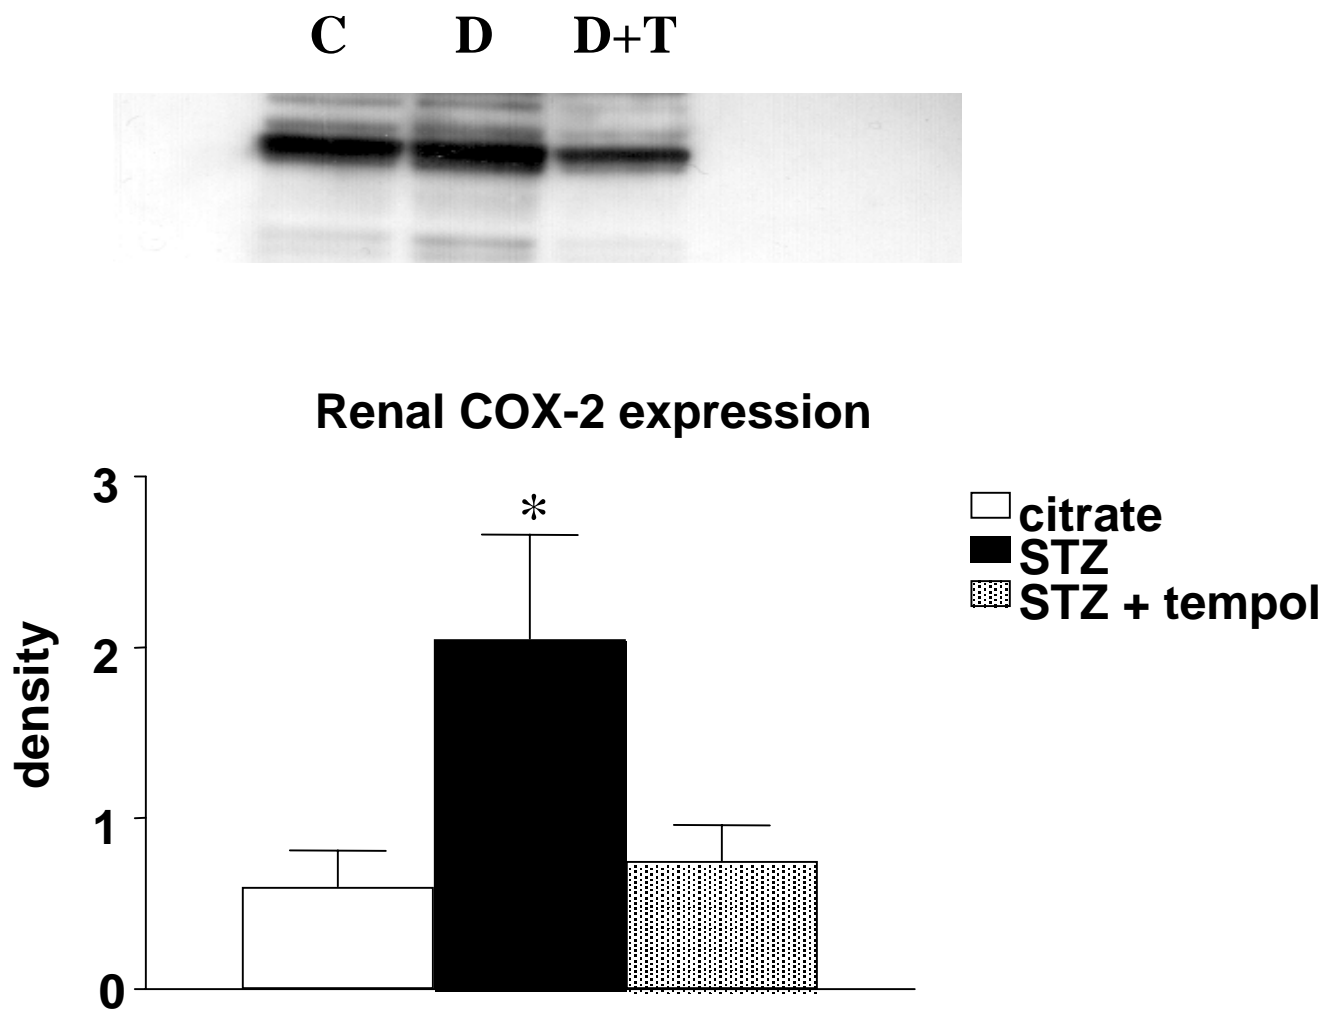 C D D+T
Renal COX-2 expression
3
2
1
0
density
*
citrate
STZ
STZ + tempol